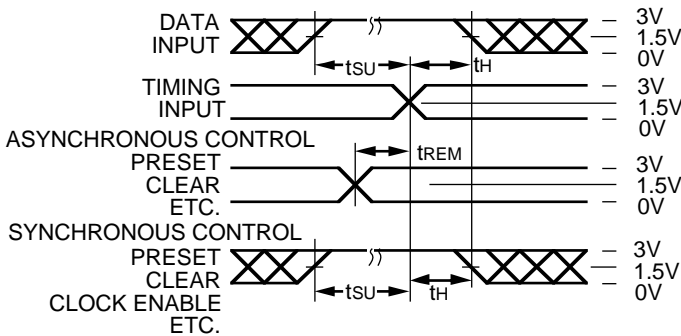 DATA
INPUT
tSU
tH
3V
1.5V
0V
TIMING
INPUT
3V
1.5V
0V
ASYNCHRONOUS CONTROL
PRESET
CLEAR
ETC.
tREM
3V
1.5V
0V
SYNCHRONOUS CONTROL
PRESET
CLEAR
CLOCK ENABLE
ETC.
tSU
tH
3V
1.5V
0V